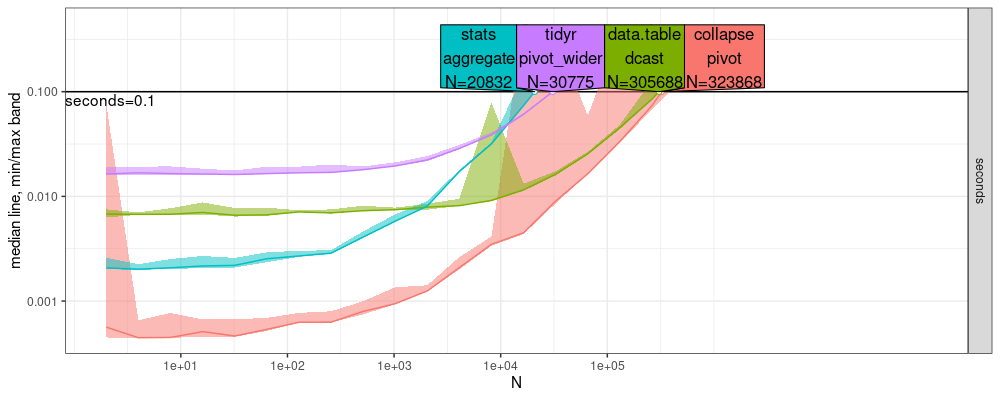 stats
aggregate
N=20832
tidyr
pivot_wider
N=30775
data.table
dcast
N=305688
collapse
pivot
N=323868
seconds=0.1
0.100
0.010
0.001
median line, min/max band
seconds
1e+01
1e+02
1e+03
1e+04
1e+05
N